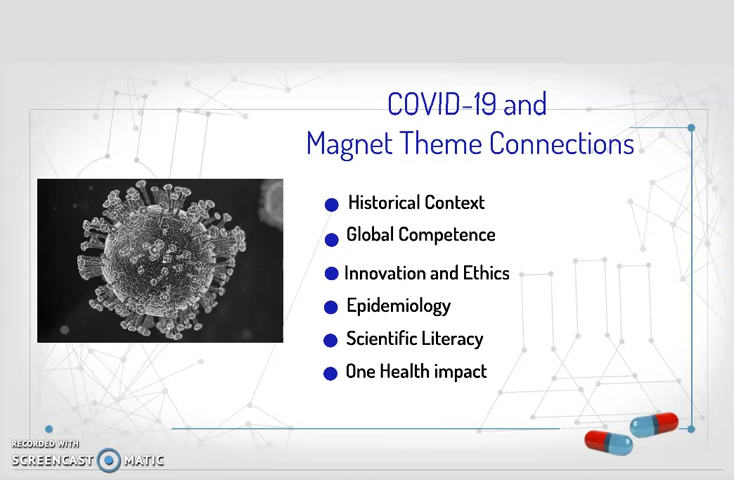 COVID-19 and
Magnet Theme Connections
Historical Context
Global Competence
Innovation and Ethics
Epidemiology
Scientific Literacy
One Health impact
RECORDED WITH
SCREENCAST MATIC